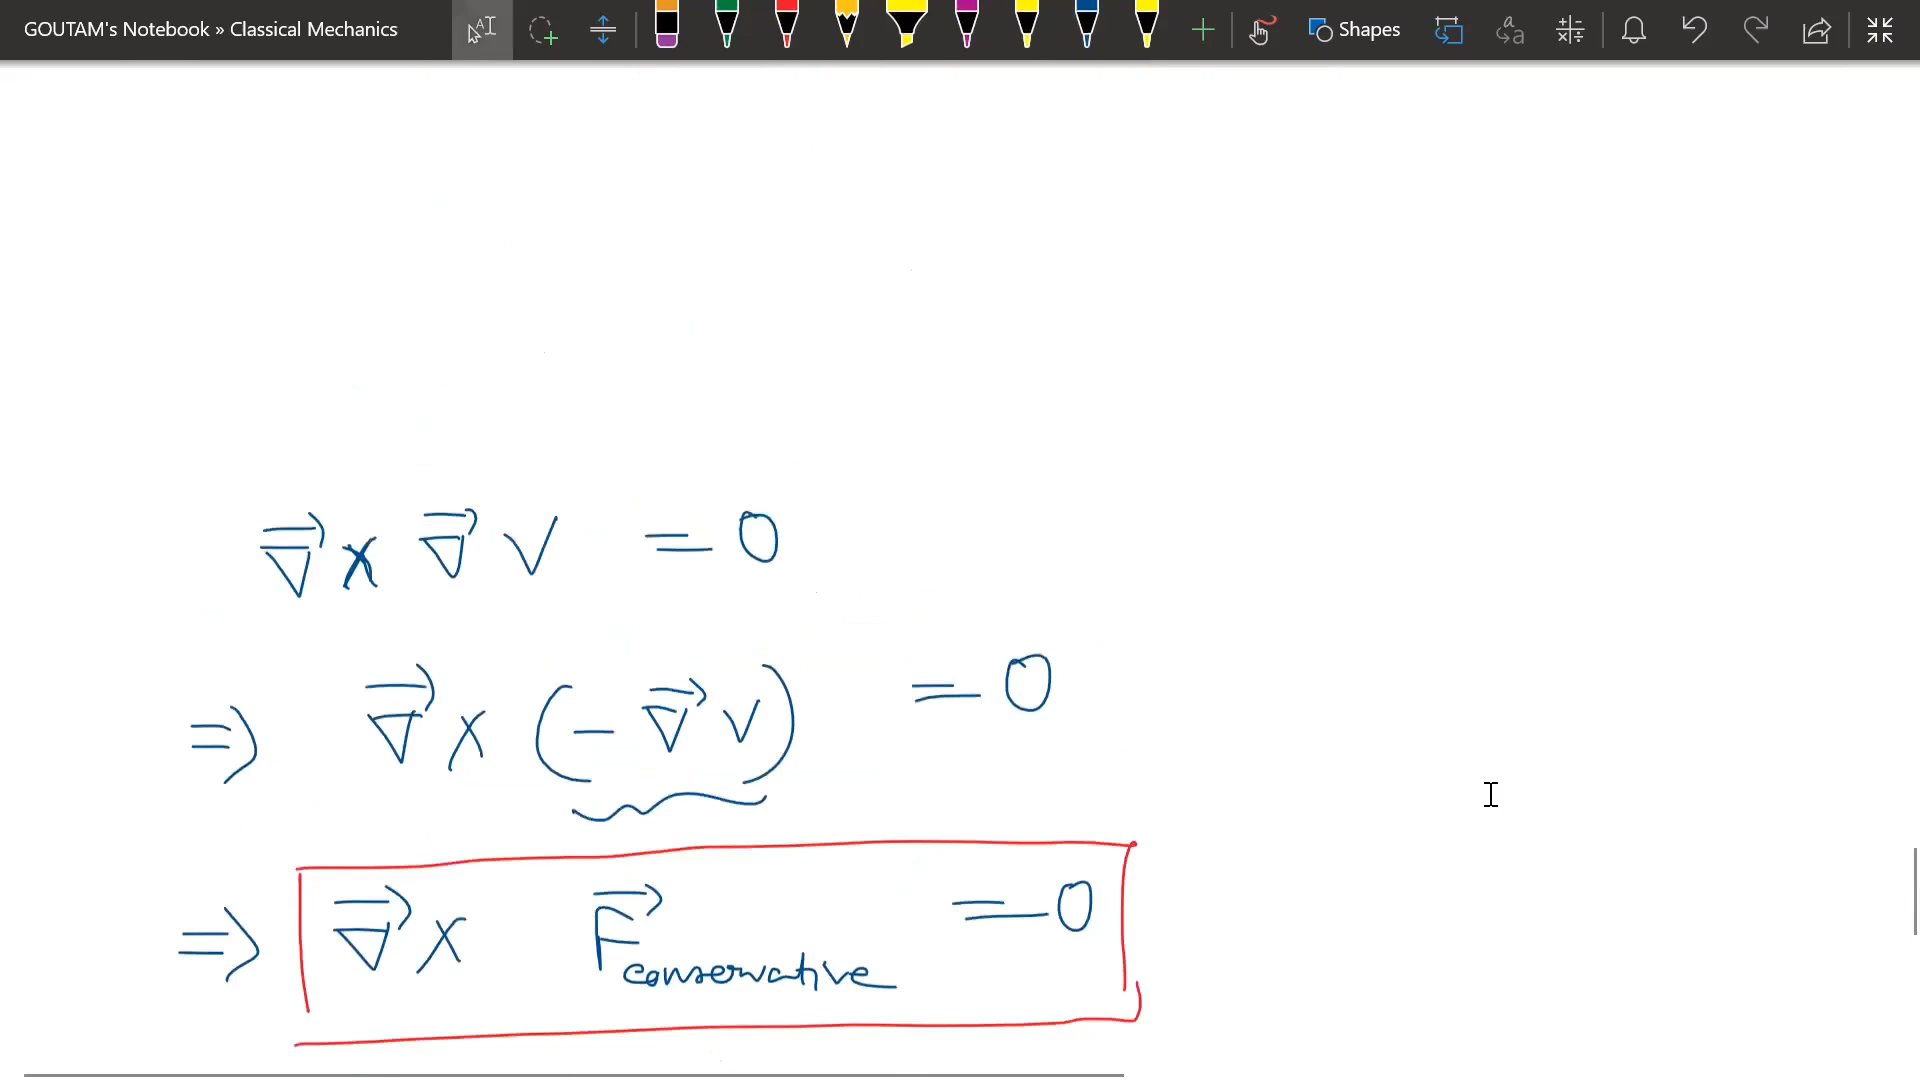 GOUTAM's Notebook » Classical Mechanics
Shapes
∇⃗ × ∇⃗ V = 0
⇒ ∇⃗ × (− ∇⃗ V) = 0
⇒ ∇⃗ × F⃗ conservative = 0